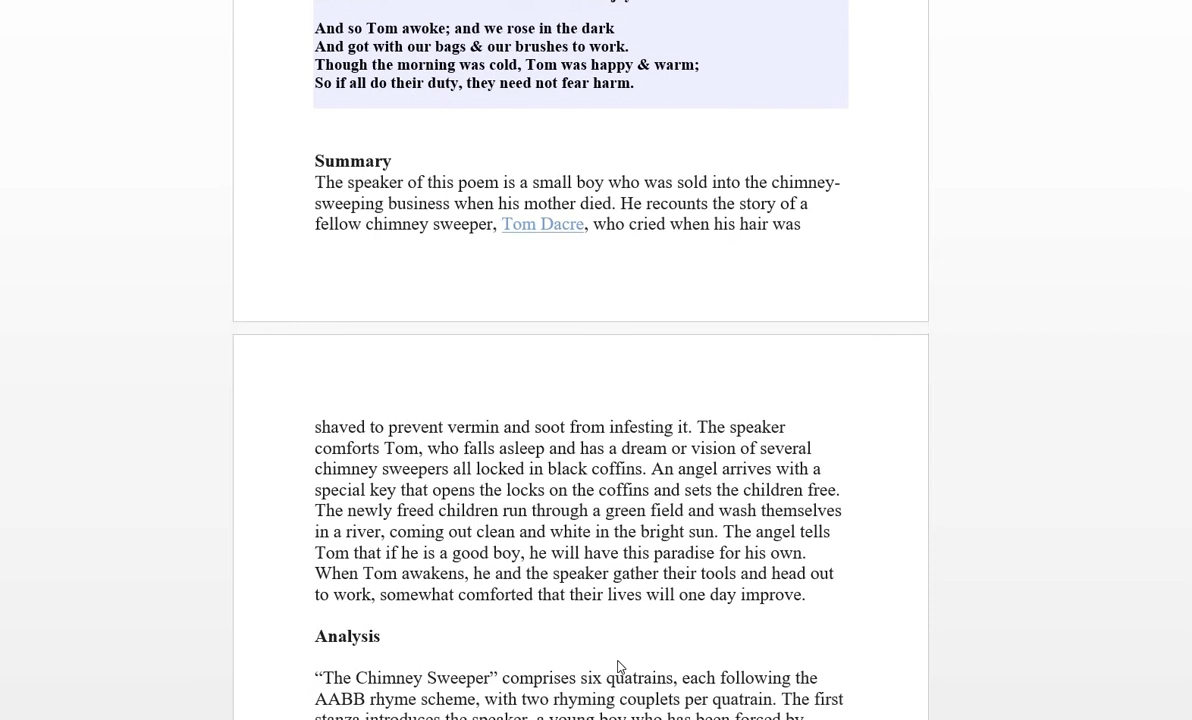 And so Tom awoke; and we rose in the dark
And got with our bags & our brushes to work.
Though the morning was cold, Tom was happy & warm;
So if all do their duty, they need not fear harm.
Summary
The speaker of this poem is a small boy who was sold into the chimney-
sweeping business when his mother died. He recounts the story of a
fellow chimney sweeper, Tom Dacre, who cried when his hair was
shaved to prevent vermin and soot from infesting it. The speaker
comforts Tom, who falls asleep and has a dream or vision of several
chimney sweepers all locked in black coffins. An angel arrives with a
special key that opens the locks on the coffins and sets the children free.
The newly freed children run through a green field and wash themselves
in a river, coming out clean and white in the bright sun. The angel tells
Tom that if he is a good boy, he will have this paradise for his own.
When Tom awakens, he and the speaker gather their tools and head out
to work, somewhat comforted that their lives will one day improve.
Analysis
“The Chimney Sweeper” comprises six quatrains, each following the
AABB rhyme scheme, with two rhyming couplets per quatrain. The first
stanza introduces the speaker, a young boy who has been forced by